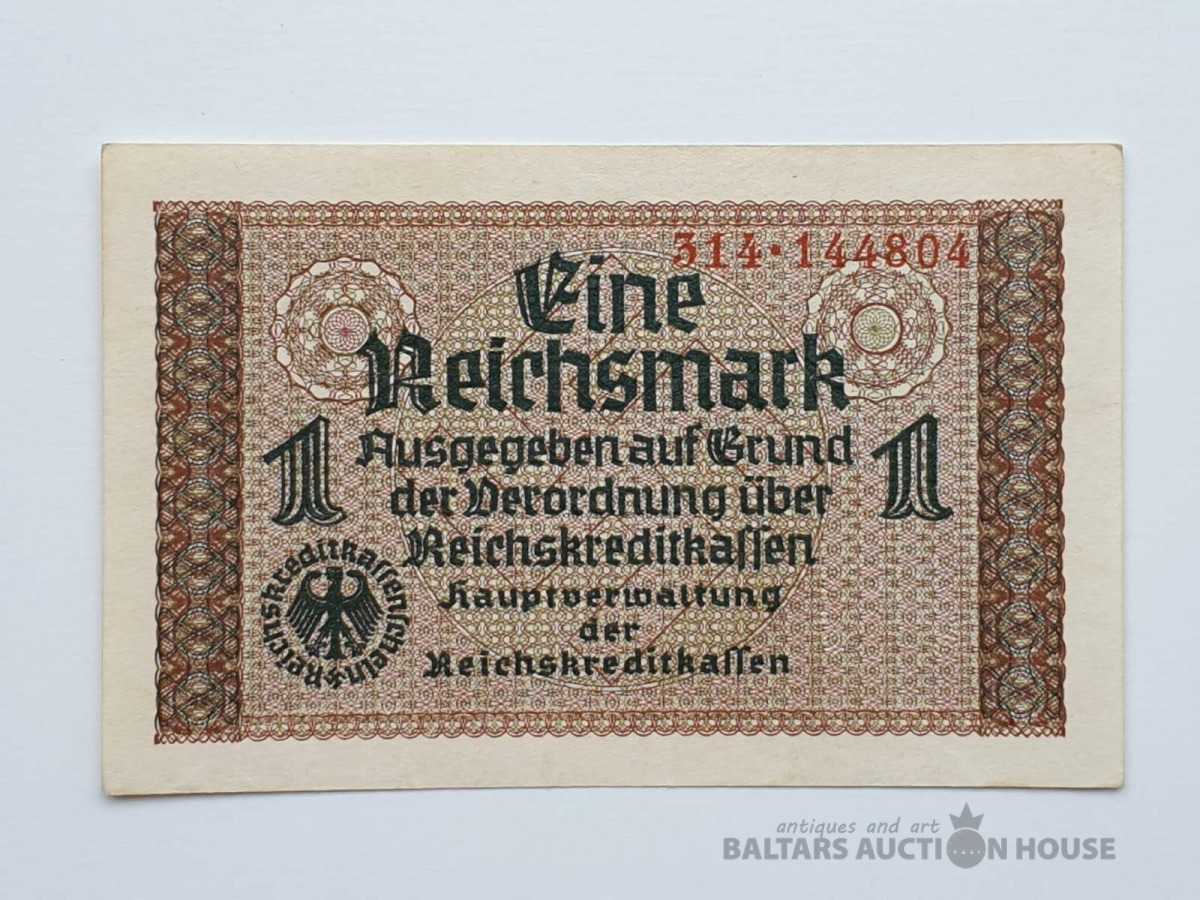 314·144804
Eine
Reichsmark
1 Ausgegeben auf Grund 1
der Verordnung über
Reichskreditkaſſen
Hauptverwaltung
der
Reichskreditkaſſen
Reichskreditkaſſenſchein
antiques and art
BALTARS AUCTION HOUSE